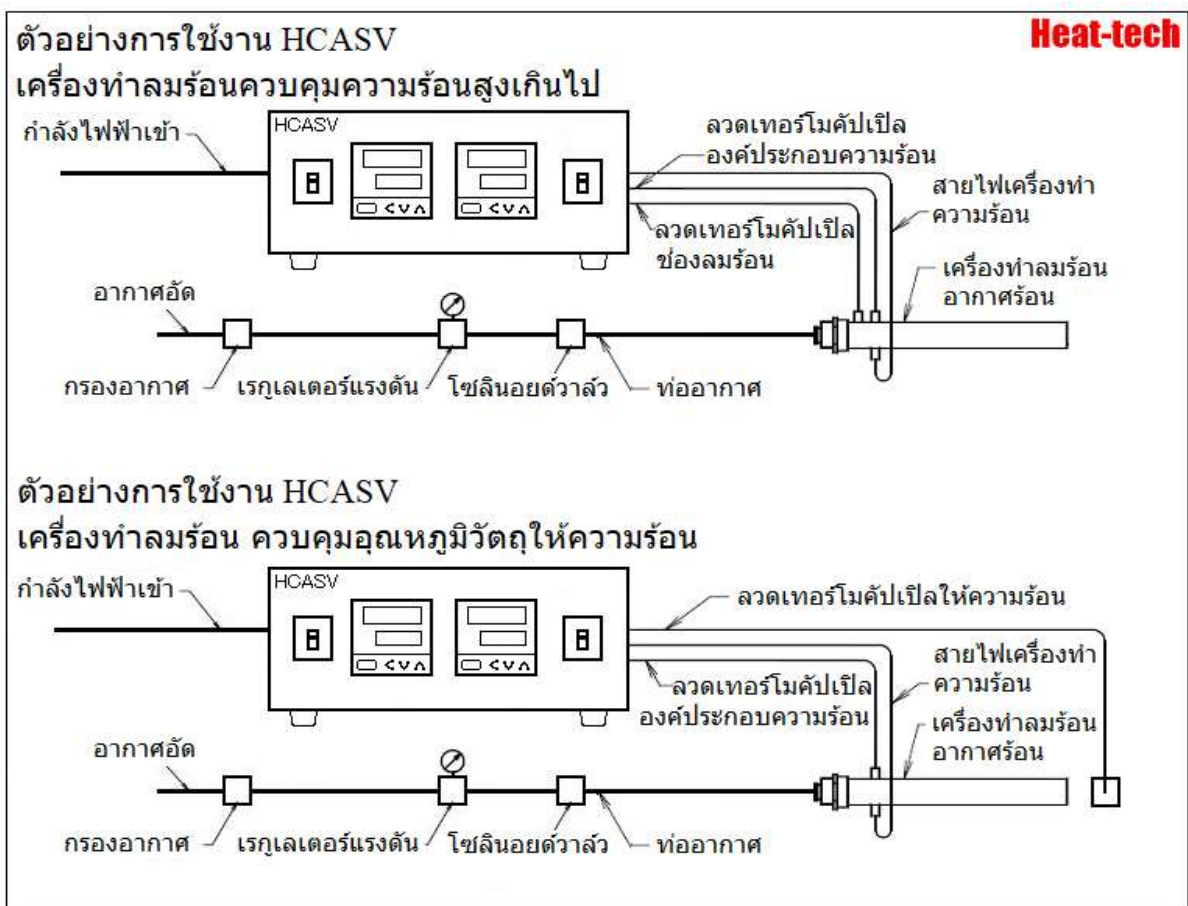 ตัวอย่างการใช้งาน HCASV
Heat-tech
เครื่องทำลมร้อนควบคุมความร้อนสูงเกินไป
กำลังไฟฟ้าเข้า
HCASV
ลวดเทอร์โมคัปเปิล
องค์ประกอบความร้อน
สายไฟเครื่องทำ
ความร้อน
ลวดเทอร์โมคัปเปิล
ช่องลมร้อน
เครื่องทำลมร้อน
อากาศร้อน
อากาศอัด
กรองอากาศ
เรกูเลเตอร์แรงดัน
โซลินอยด์วาล์ว
ท่ออากาศ
ตัวอย่างการใช้งาน HCASV
เครื่องทำลมร้อน ควบคุมอุณหภูมิวัตถุให้ความร้อน
กำลังไฟฟ้าเข้า
HCASV
ลวดเทอร์โมคัปเปิลให้ความร้อน
สายไฟเครื่องทำ
ความร้อน
ลวดเทอร์โมคัปเปิล
องค์ประกอบความร้อน
เครื่องทำลมร้อน
อากาศร้อน
อากาศอัด
กรองอากาศ
เรกูเลเตอร์แรงดัน
โซลินอยด์วาล์ว
ท่ออากาศ